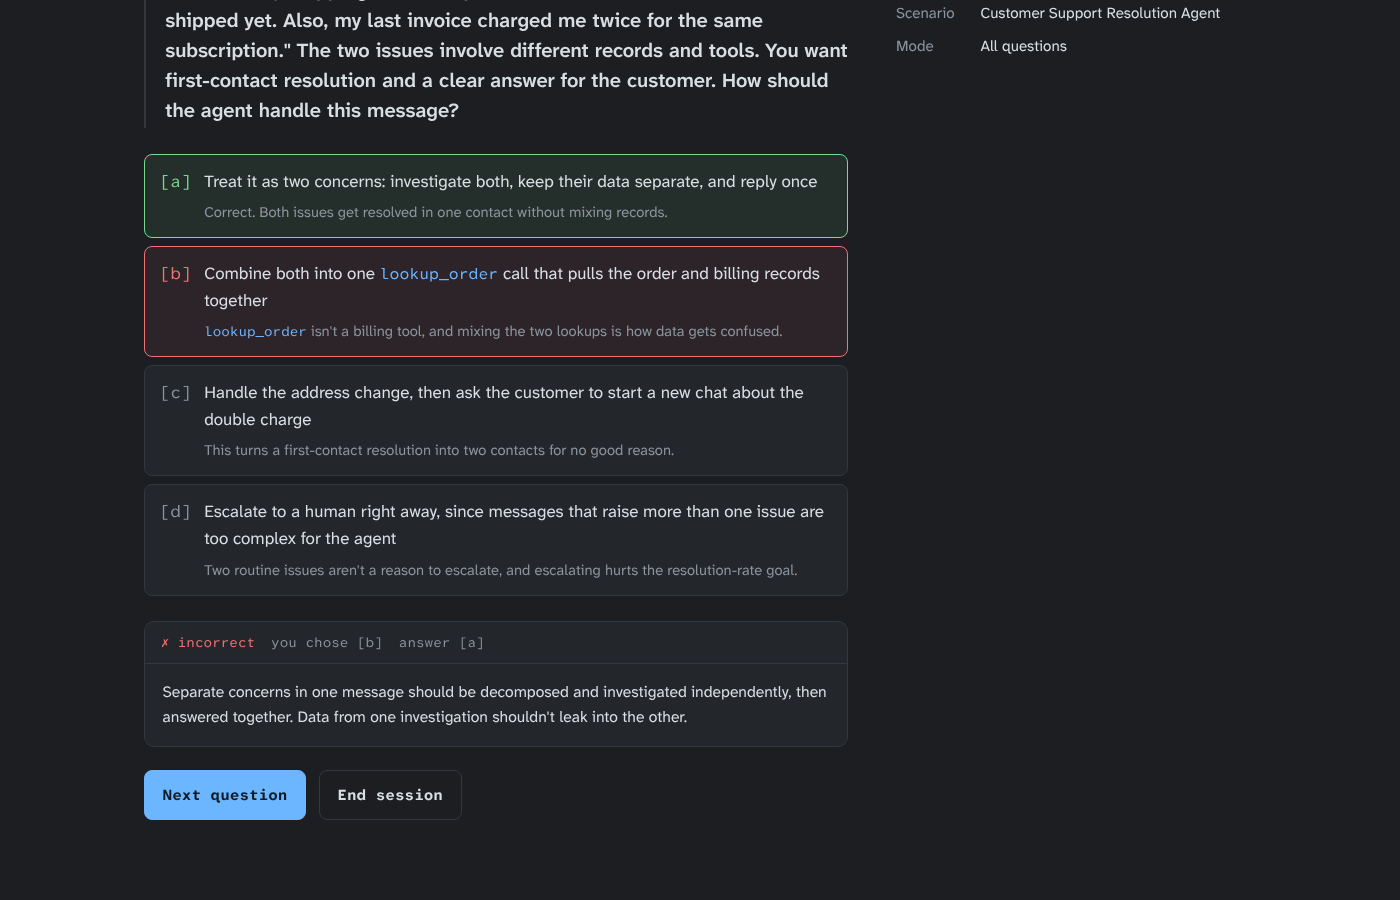 shipped yet. Also, my last invoice charged me twice for the same
subscription." The two issues involve different records and tools. You want
first-contact resolution and a clear answer for the customer. How should
the agent handle this message?
[a] Treat it as two concerns: investigate both, keep their data separate, and reply once
Correct. Both issues get resolved in one contact without mixing records.
[b] Combine both into one lookup_order call that pulls the order and billing records
together
lookup_order isn't a billing tool, and mixing the two lookups is how data gets confused.
[c] Handle the address change, then ask the customer to start a new chat about the
double charge
This turns a first-contact resolution into two contacts for no good reason.
[d] Escalate to a human right away, since messages that raise more than one issue are
too complex for the agent
Two routine issues aren't a reason to escalate, and escalating hurts the resolution-rate goal.
✗ incorrect you chose [b] answer [a]
Separate concerns in one message should be decomposed and investigated independently, then
answered together. Data from one investigation shouldn't leak into the other.
Next question End session
Scenario Customer Support Resolution Agent
Mode All questions